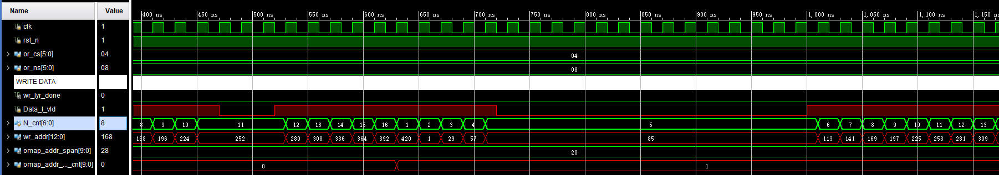 Name Value 400 ns 450 ns 500 ns 550 ns 600 ns 650 ns 700 ns 750 ns 800 ns 850 ns 900 ns 950 ns 1,000 ns 1,050 ns 1,100 ns 1,150 ns
clk 1
rst_n 1
or_cs[5:0] 04 04
or_ns[5:0] 08 08
WRITE DATA
wr_lyr_done 0
Data_I_vld 1
N_cnt[6:0] 8 8 9 10 11 12 13 14 15 16 1 2 3 4 5 6 7 8 9 10 11 12 13
wr_addr[12:0] 168 168 196 224 252 280 308 336 364 392 420 1 29 57 85 113 141 169 197 225 253 281 309
omap_addr_span[9:0] 28 28
omap_addr_..._cnt[9:0] 0 0 1